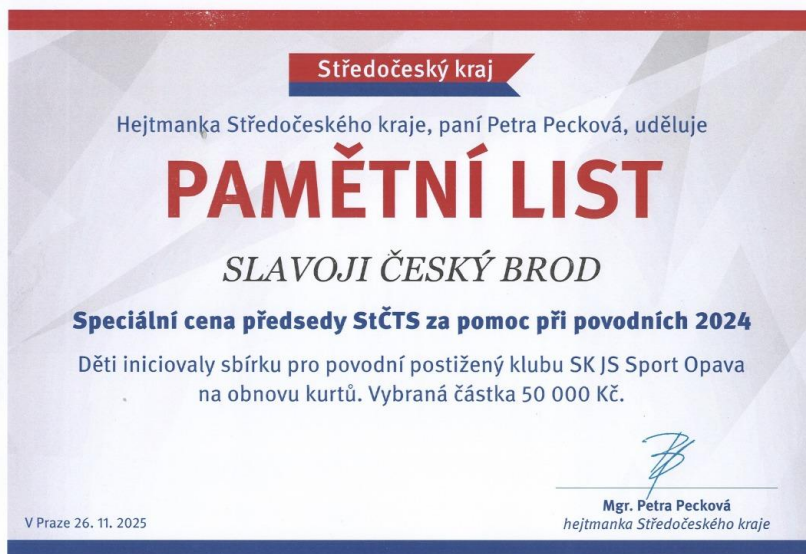 Středočeský kraj
Hejtmanka Středočeského kraje, paní Petra Pecková, uděluje
PAMĚTNÍ LIST
SLAVOJI ČESKÝ BROD
Speciální cena předsedy StČTS za pomoc při povodních 2024
Děti iniciovaly sbírku pro povodní postižený klubu SK JS Sport Opava
na obnovu kurtů. Vybraná částka 50 000 Kč.
Mgr. Petra Pecková
V Praze 26. 11. 2025
hejtmanka Středočeského kraje